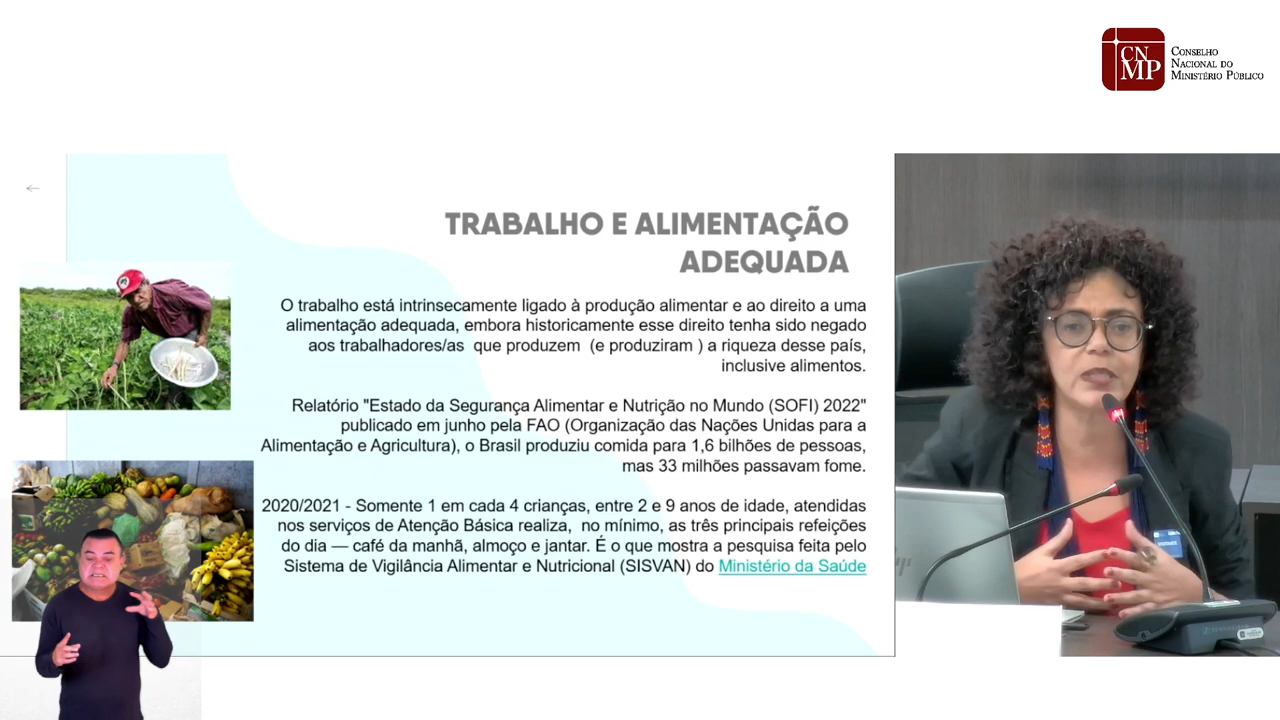 CN
MP
CONSELHO
NACIONAL DO
MINISTÉRIO PÚBLICO
TRABALHO E ALIMENTAÇÃO
ADEQUADA
O trabalho está intrinsecamente ligado à produção alimentar e ao direito a uma
alimentação adequada, embora historicamente esse direito tenha sido negado
aos trabalhadores/as que produzem (e produziram ) a riqueza desse país,
inclusive alimentos.
Relatório "Estado da Segurança Alimentar e Nutrição no Mundo (SOFI) 2022"
publicado em junho pela FAO (Organização das Nações Unidas para a
Alimentação e Agricultura), o Brasil produziu comida para 1,6 bilhões de pessoas,
mas 33 milhões passavam fome.
2020/2021 - Somente 1 em cada 4 crianças, entre 2 e 9 anos de idade, atendidas
nos serviços de Atenção Básica realiza, no mínimo, as três principais refeições
do dia — café da manhã, almoço e jantar. É o que mostra a pesquisa feita pelo
Sistema de Vigilância Alimentar e Nutricional (SISVAN) do Ministério da Saúde